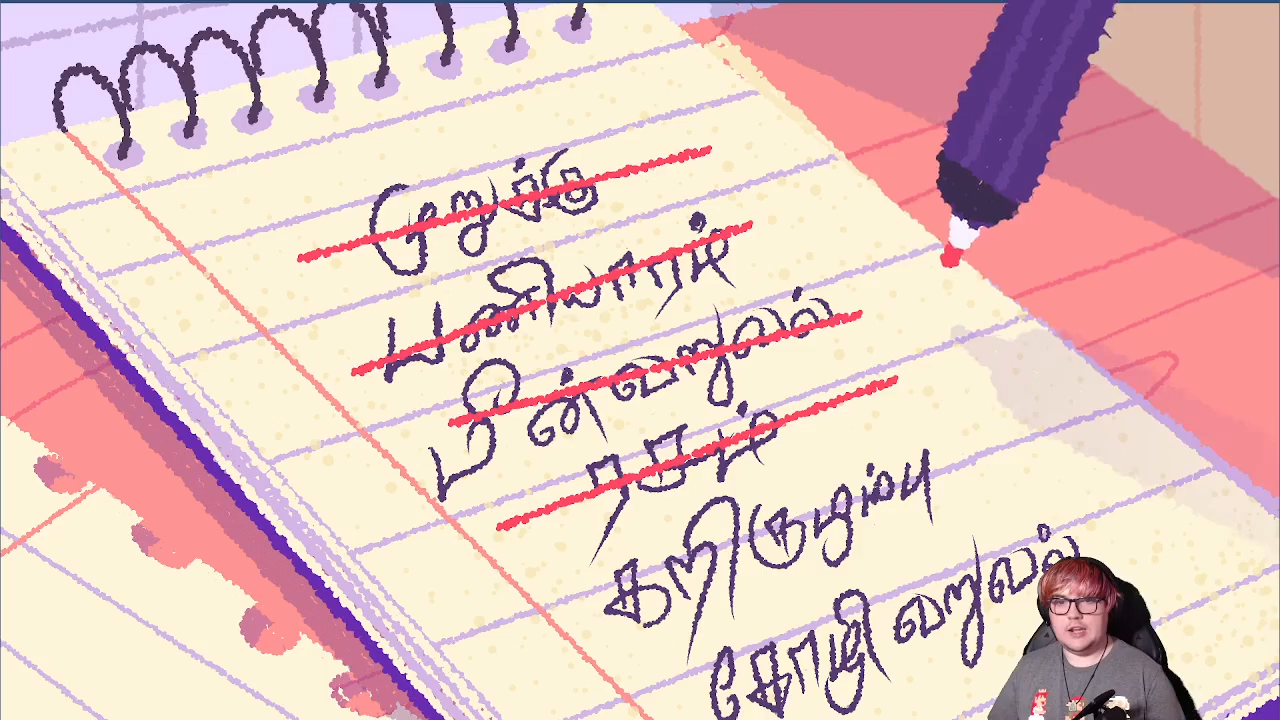 முறுக்கு
பணியாரம்
மீன் வறுவல்
ரசம்
கறி குழம்பு
கோழி வறுவல்